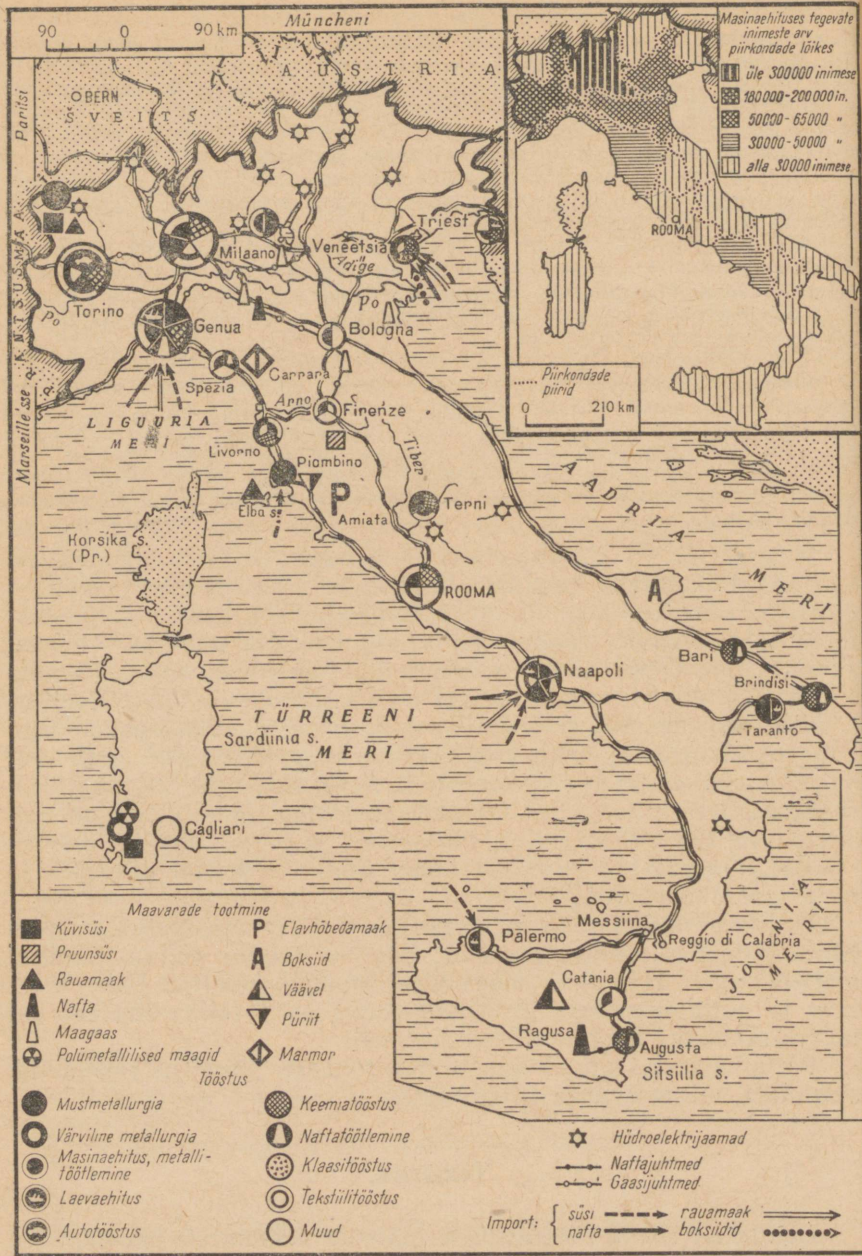 90 0 90 km
Müncheni
AUSTRIA
BERN
ŠVEITS
Pariisi
PRANTSUSMAA
Marseille'sse
Masinaehituses tegevate
inimeste arv
piirkondade lõikes
üle 300000 inimese
180000-200000 in.
50000-65000 "
30000-50000 "
alla 30000 inimese
ROOMA
Piirkondade
piirid
0 210 km
Milaano
Veneetsia
Triest
Adige
Torino
Po
Po
Genua
Bologna
Spezia
Carrara
LIGUURIA
MERI
Arno
Firenze
Livorno
Tiber
Piombino
Elba s.
Amiata
Terni
AADRIA
MERI
Korsika s.
(Pr.)
ROOMA
Bari
Naapoli
Brindisi
Taranto
TÜRREENI
MERI
Sardiinia s.
Cagliari
JOONIA
MERI
Messiina
Palermo
Reggio di Calabria
Catania
Ragusa
Augusta
Sitsiilia s.
Maavarade tootmine
Kivisüsi
Pruunsüsi
Rauamaak
Nafta
Maagaas
Polümetallilised maagid
Elavhõbedamaak
Boksiid
Väävel
Püriit
Marmor
Tööstus
Mustmetallurgia
Värviline metallurgia
Masinaehitus, metalli-
töötlemine
Laevaehitus
Autotööstus
Keemiatööstus
Naftatöötlemine
Klaasitööstus
Tekstiilitööstus
Muud
Hüdroelektrijaamad
Naftajuhtmed
Gaasijuhtmed
Import:
süsi
nafta
rauamaak
boksiidid